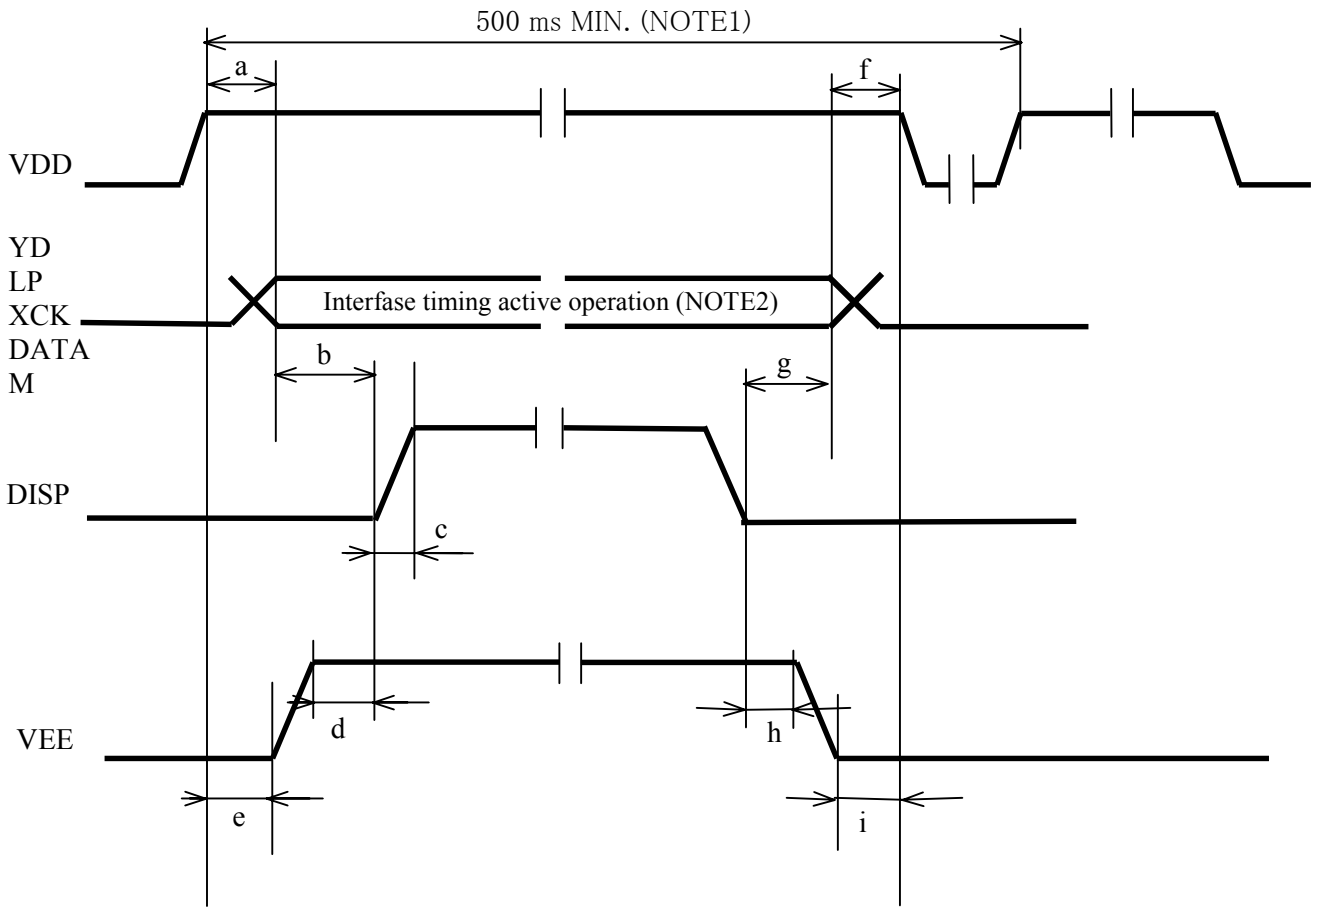 500 ms MIN. (NOTE1)
a
f
VDD
YD
LP
XCK
DATA
M
Interfase timing active operation (NOTE2)
b
g
DISP
c
VEE
d
h
e
i